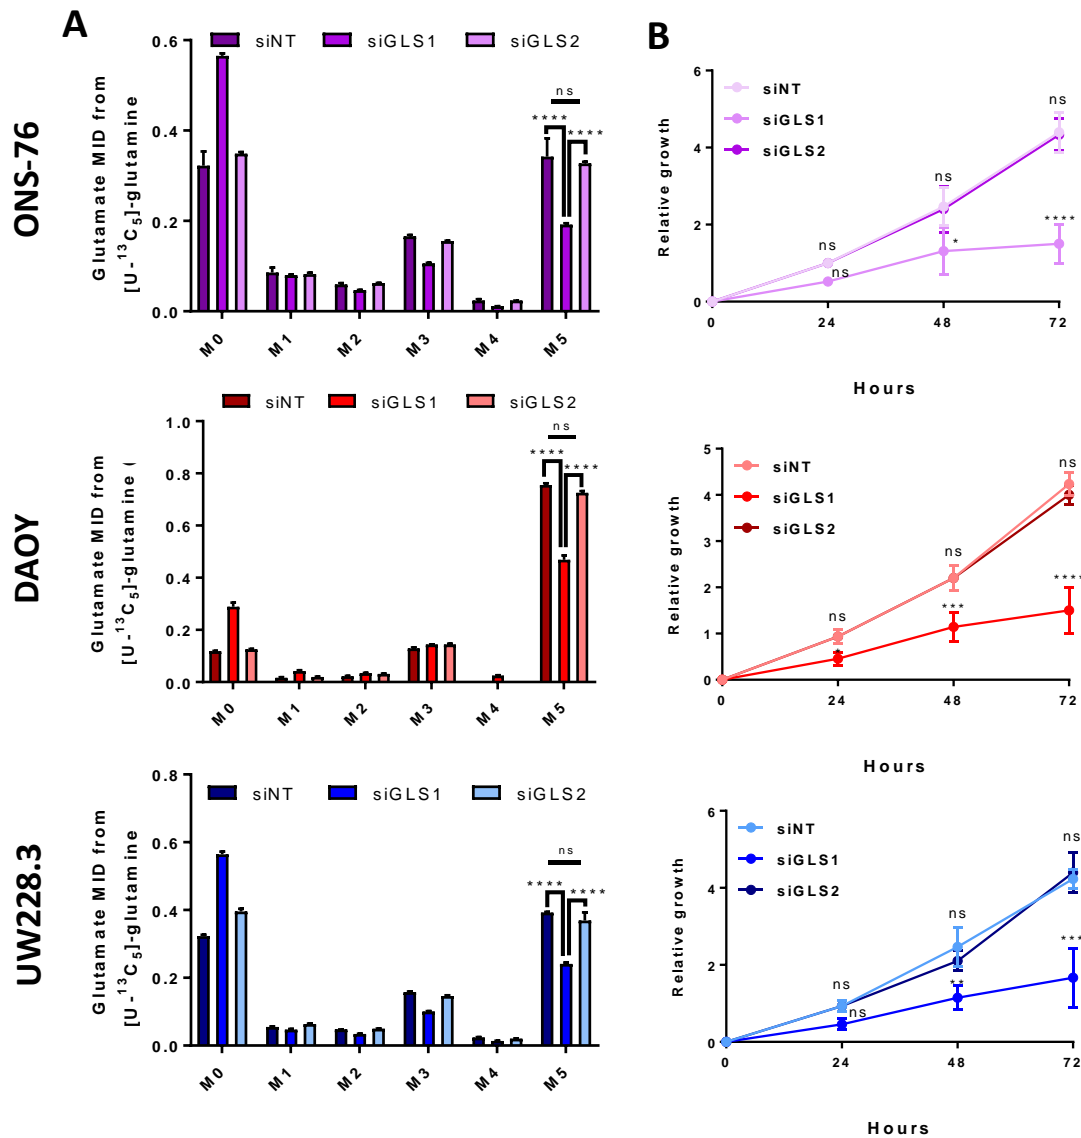 A
B
ONS-76
siNT siGLS1 siGLS2
Glutamate MID from
[U-¹³C₅]-glutamine
0.6
0.4
0.2
0.0
ns
**** ****
M0 M1 M2 M3 M4 M5
siNT
siGLS1
siGLS2
Relative growth
6
4
2
0
ns
ns
ns
ns
*
****
0 24 48 72
Hours
DAOY
siNT siGLS1 siGLS2
Glutamate MID from
[U-¹³C₅]-glutamine (
1.0
0.8
0.6
0.4
0.2
0.0
ns
**** ****
M0 M1 M2 M3 M4 M5
siNT
siGLS1
siGLS2
Relative growth
5
4
3
2
1
0
ns
ns
ns
*
***
****
0 24 48 72
Hours
UW228.3
siNT siGLS1 siGLS2
Glutamate MID from
[U-¹³C₅]-glutamine
0.8
0.6
0.4
0.2
0.0
ns
**** ****
M0 M1 M2 M3 M4 M5
siNT
siGLS1
siGLS2
Relative growth
6
4
2
0
ns
ns
ns
ns
**
0 24 48 72
Hours